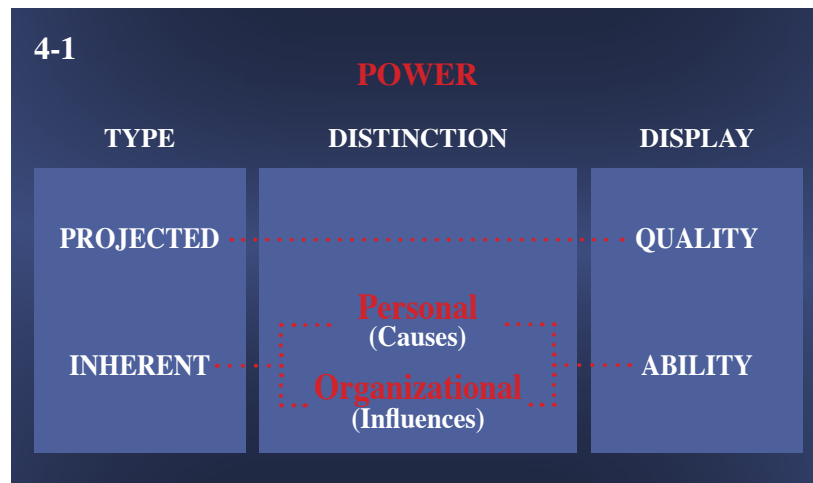 4-1
POWER
TYPE DISTINCTION DISPLAY
PROJECTED QUALITY
Personal
(Causes)
INHERENT ABILITY
Organizational
(Influences)